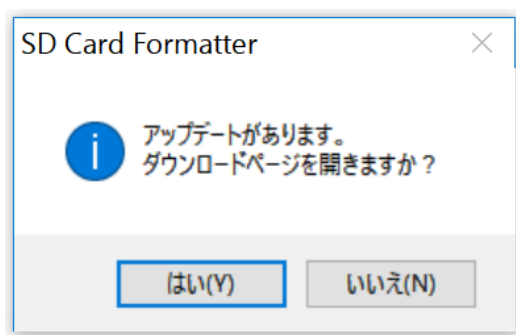 SD Card Formatter
アップデートがあります。
ダウンロードページを開きますか？
はい(Y)
いいえ(N)